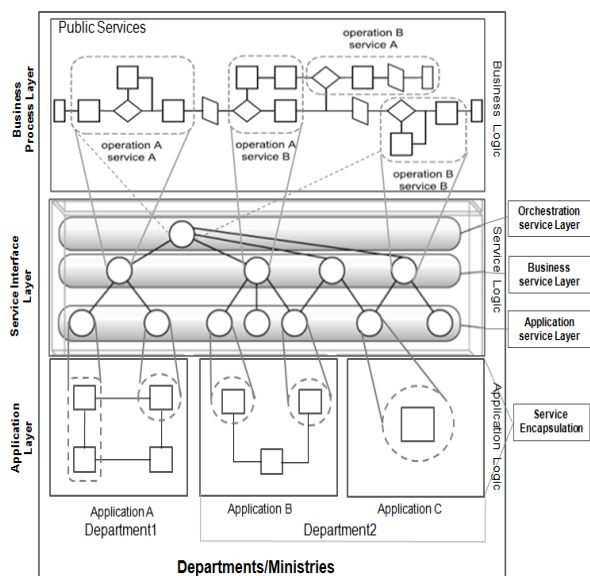 Public Services
operation B
service A
Business
Process Layer
Business Logic
operation A
service A
operation A
service B
operation B
service B
Orchestration
service Layer
Service Interface
Layer
Service Logic
Business
service Layer
Application
service Layer
Application
Layer
Application Logic
Service
Encapsulation
Application A
Application B
Application C
Department1
Department2
Departments/Ministries